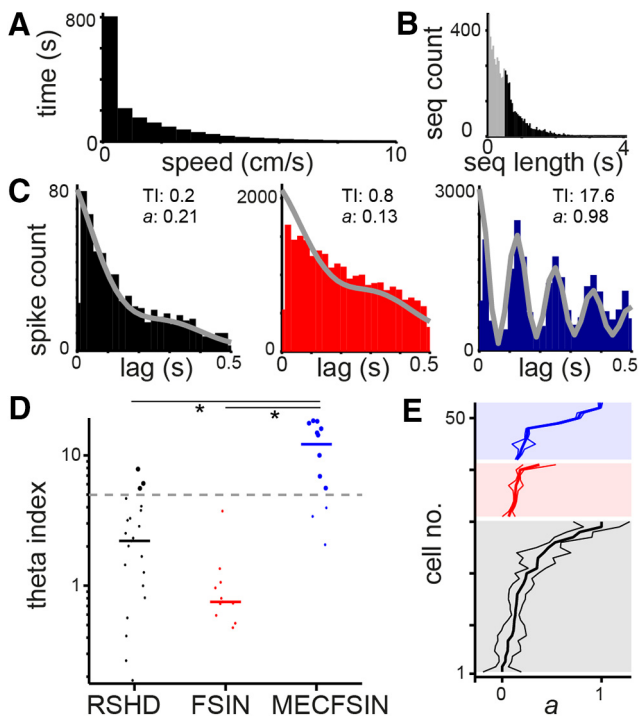 A
800
time (s)
0
0
10
speed (cm/s)
B
400
seq count
0
0
4
seq length (s)
C
80
TI: 0.2
a: 0.21
spike count
0
0
0.5
lag (s)
2000
TI: 0.8
a: 0.13
0
0
0.5
lag (s)
3000
TI: 17.6
a: 0.98
0
0
0.5
lag (s)
D
* *
10
theta index
1
RSHD FSIN MECFSIN
E
50
cell no.
1
0 1
a